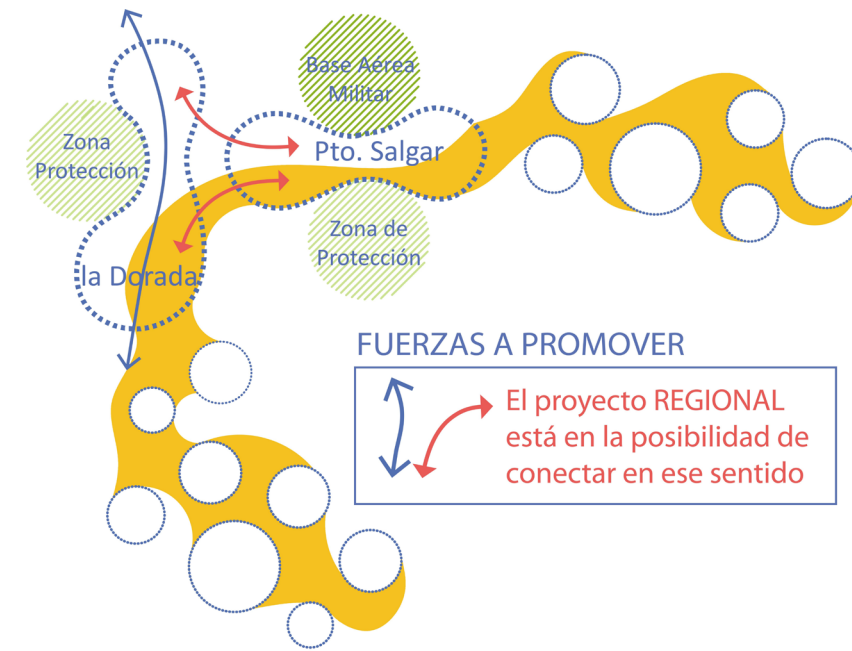 Base Aérea
Militar
Zona
Protección
Pto. Salgar
Zona de
Protección
la Dorada
FUERZAS A PROMOVER
El proyecto REGIONAL
está en la posibilidad de
conectar en ese sentido